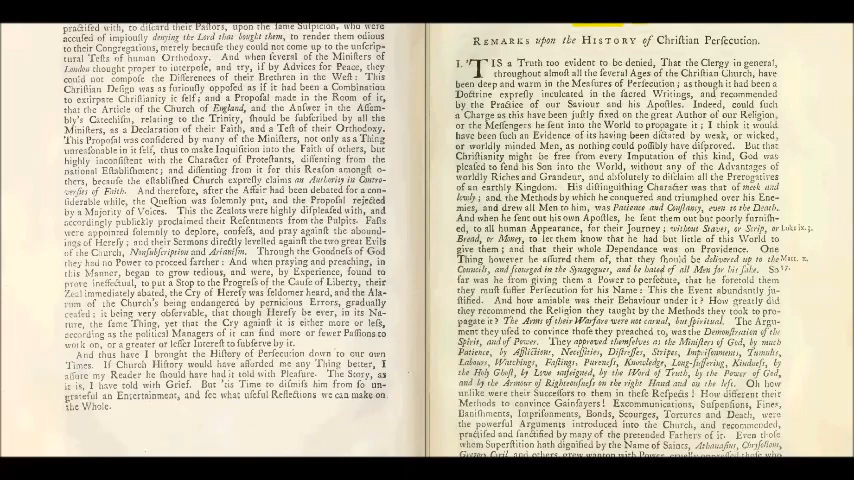 practised with, to discard their Pastors, upon the same Suspicion, who were
accused of impiously denying the Lord that bought them, to render them odious
to their Congregations, merely because they could not come up to the unscrip-
tural Tests of human Orthodoxy. And when several of the Ministers of
London thought proper to interpose, and try, if by Advices for Peace, they
could not compose the Differences of their Brethren in the West: This
Christian Design was as furiously opposed as if it had been a Combination
to extirpate Christianity it self; and a Proposal made in the Room of it,
that the Article of the Church of England, and the Answer in the Assem-
bly's Catechism, relating to the Trinity, should be subscribed by all the
Ministers, as a Declaration of their Faith, and a Test of their Orthodoxy.
This Proposal was considered by many of the Ministers, not only as a Thing
unreasonable in it self, thus to make Inquisition into the Faith of others, but
highly inconsistent with the Character of Protestants, dissenting from the
national Establishment; and dissenting from it for this Reason amongst o-
thers, because the established Church expresly claims an Authority in Contro-
versies of Faith. And therefore, after the Affair had been debated for a con-
siderable while, the Question was solemnly put, and the Proposal rejected
by a Majority of Voices. This the Zealots were highly displeased with, and
accordingly publickly proclaimed their Resentments from the Pulpits. Fasts
were appointed solemnly to deplore, confess, and pray against the abound-
ings of Heresy; and their Sermons directly levelled against the two great Evils
of the Church, Nonsubscription and Arianism. Through the Goodness of God
they had no Power to proceed farther: And when praying and preaching, in
this Manner, began to grow tedious, and were, by Experience, found to
prove ineffectual, to put a Stop to the Progress of the Cause of Liberty, their
Zeal immediately abated, the Cry of Heresy was seldomer heard, and the Ala-
rum of the Church's being endangered by pernicious Errors, gradually
ceased: it being very observable, that though Heresy be ever, in its Na-
ture, the same Thing, yet that the Cry against it is either more or less,
according as the political Managers of it can find more or fewer Passions to
work on, or a greater or lesser Interest to subserve by it.
And thus have I brought the History of Persecution down to our own
Times. If Church History would have afforded me any Thing better, I
assure my Reader he should have had it told with Pleasure. The Story, as
it is, I have told with Grief. But 'tis Time to dismiss him from so un-
grateful an Entertainment, and see what useful Reflections we can make on
the Whole.
REMARKS upon the HISTORY of Christian Persecution.
I. 'TIS a Truth too evident to be denied, That the Clergy in general,
throughout almost all the several Ages of the Christian Church, have
been deep and warm in the Measures of Persecution; as though it had been a
Doctrine expresly inculcated in the sacred Writings, and recommended
by the Practice of our Saviour and his Apostles. Indeed, could such
a Charge as this have been justly fixed on the great Author of our Religion,
or the Messengers he sent into the World to propagate it; I think it would
have been such an Evidence of its having been dictated by weak, or wicked,
or worldly minded Men, as nothing could possibly have disproved. But that
Christianity might be free from every Imputation of this kind, God was
pleased to send his Son into the World, without any of the Advantages of
worldly Riches and Grandeur, and absolutely to disclaim all the Prerogatives
of an earthly Kingdom. His distinguishing Character was that of meek and
lowly; and the Methods by which he conquered and triumphed over his Ene-
mies, and drew all Men to him, was Patience and Constancy, even to the Death.
And when he sent out his own Apostles, he sent them out but poorly furnish-
ed, to all human Appearance, for their Journey; without Staves, or Scrip, or Luke ix. 3.
Bread, or Money, to let them know that he had but little of this World to
give them; and that their whole Dependance was on Providence. One
Thing however he assured them of, that they should be delivered up to the Matt. x.
Councils, and scourged in the Synagogues, and be hated of all Men for his sake. So 17.
far was he from giving them a Power to persecute, that he foretold them
they must suffer Persecution for his Name: This the Event abundantly ju-
stified. And how amiable was their Behaviour under it? How greatly did
they recommend the Religion they taught by the Methods they took to pro-
pagate it? The Arms of their Warfare were not carnal, but spiritual. The Argu-
ment they used to convince those they preached to, was the Demonstration of the
Spirit, and of Power. They approved themselves as the Ministers of God, by much
Patience, by Afflictions, Necessities, Distresses, Stripes, Imprisonments, Tumults,
Labours, Watchings, Fastings, Pureness, Knowledge, Long-suffering, Kindness, by
the Holy Ghost, by Love unfeigned, by the Word of Truth, by the Power of God,
and by the Armour of Righteousness on the right Hand and on the left. Oh how
unlike were their Successors to them in these Respects! How different their
Methods to convince Gainsayers! Excommunications, Suspensions, Fines,
Banishments, Imprisonments, Bonds, Scourges, Tortures and Death, were
the powerful Arguments introduced into the Church, and recommended,
practised and sanctified by many of the pretended Fathers of it. Even those
whom Superstition hath dignified by the Name of Saints, Athanasius, Chrysostom,
Gregory, Cyril, and others, grew wanton with Power, cruelly oppressed those who